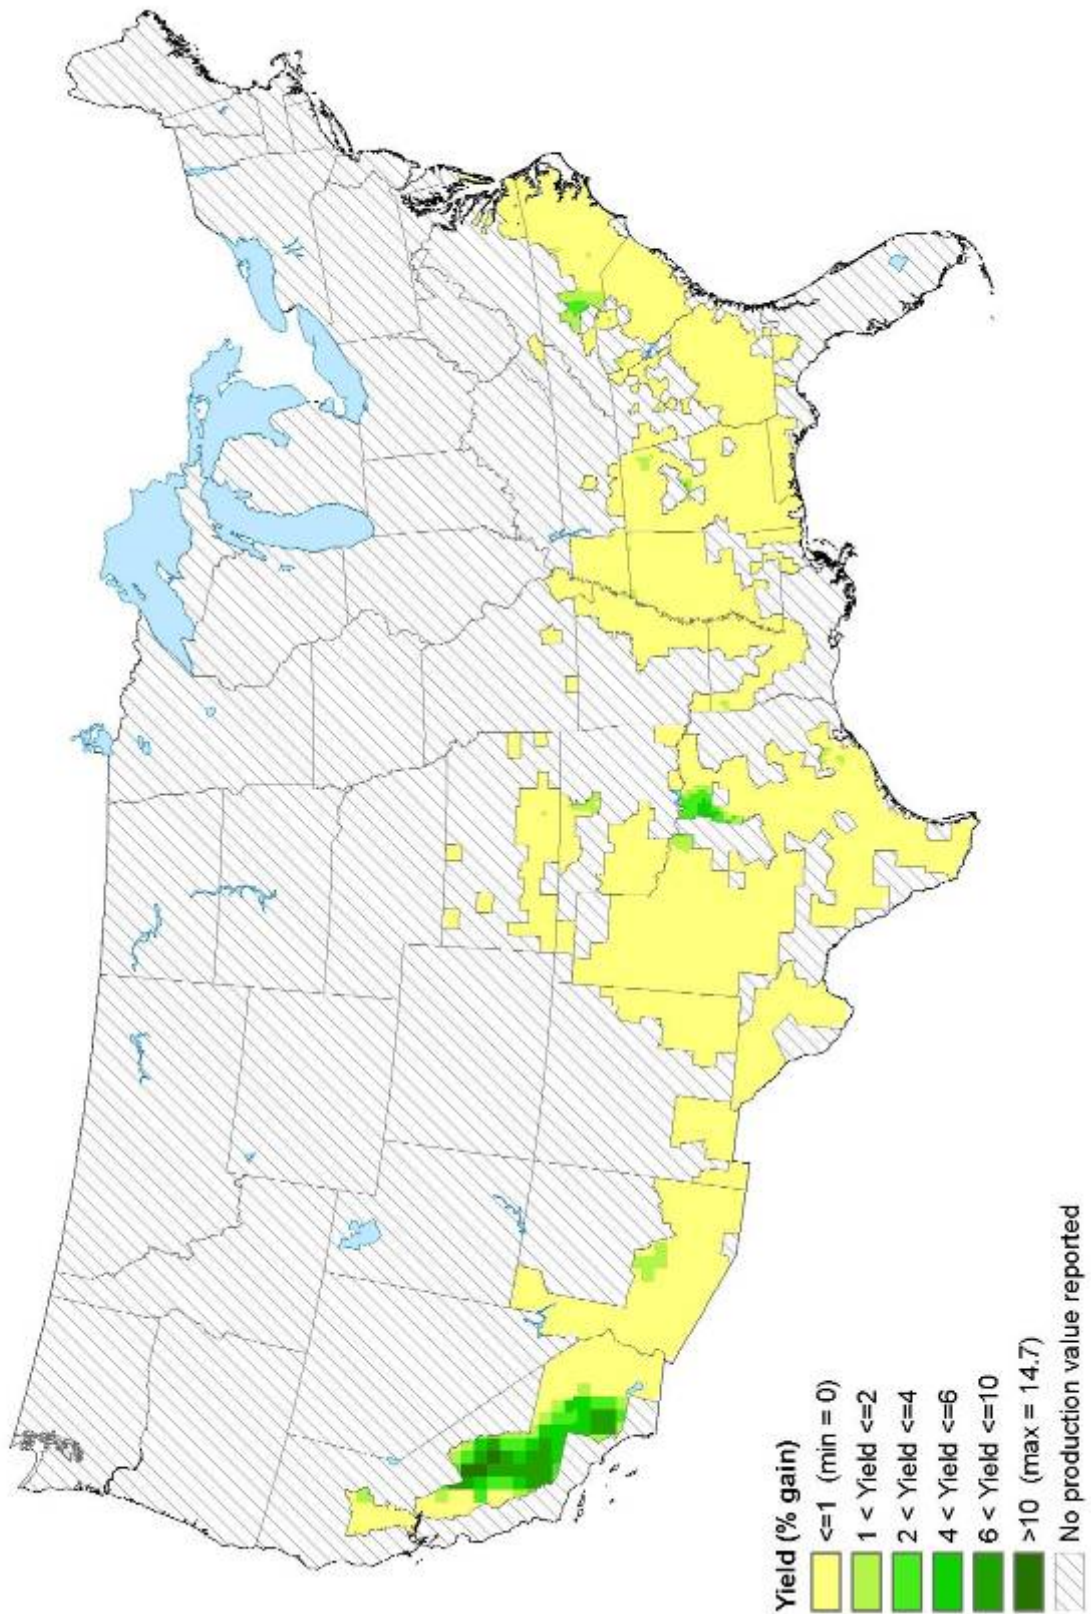 Yield (% gain)
<=1 (min = 0)
1 < Yield <=2
2 < Yield <=4
4 < Yield <=6
6 < Yield <=10
>10 (max = 14.7)
No production value reported